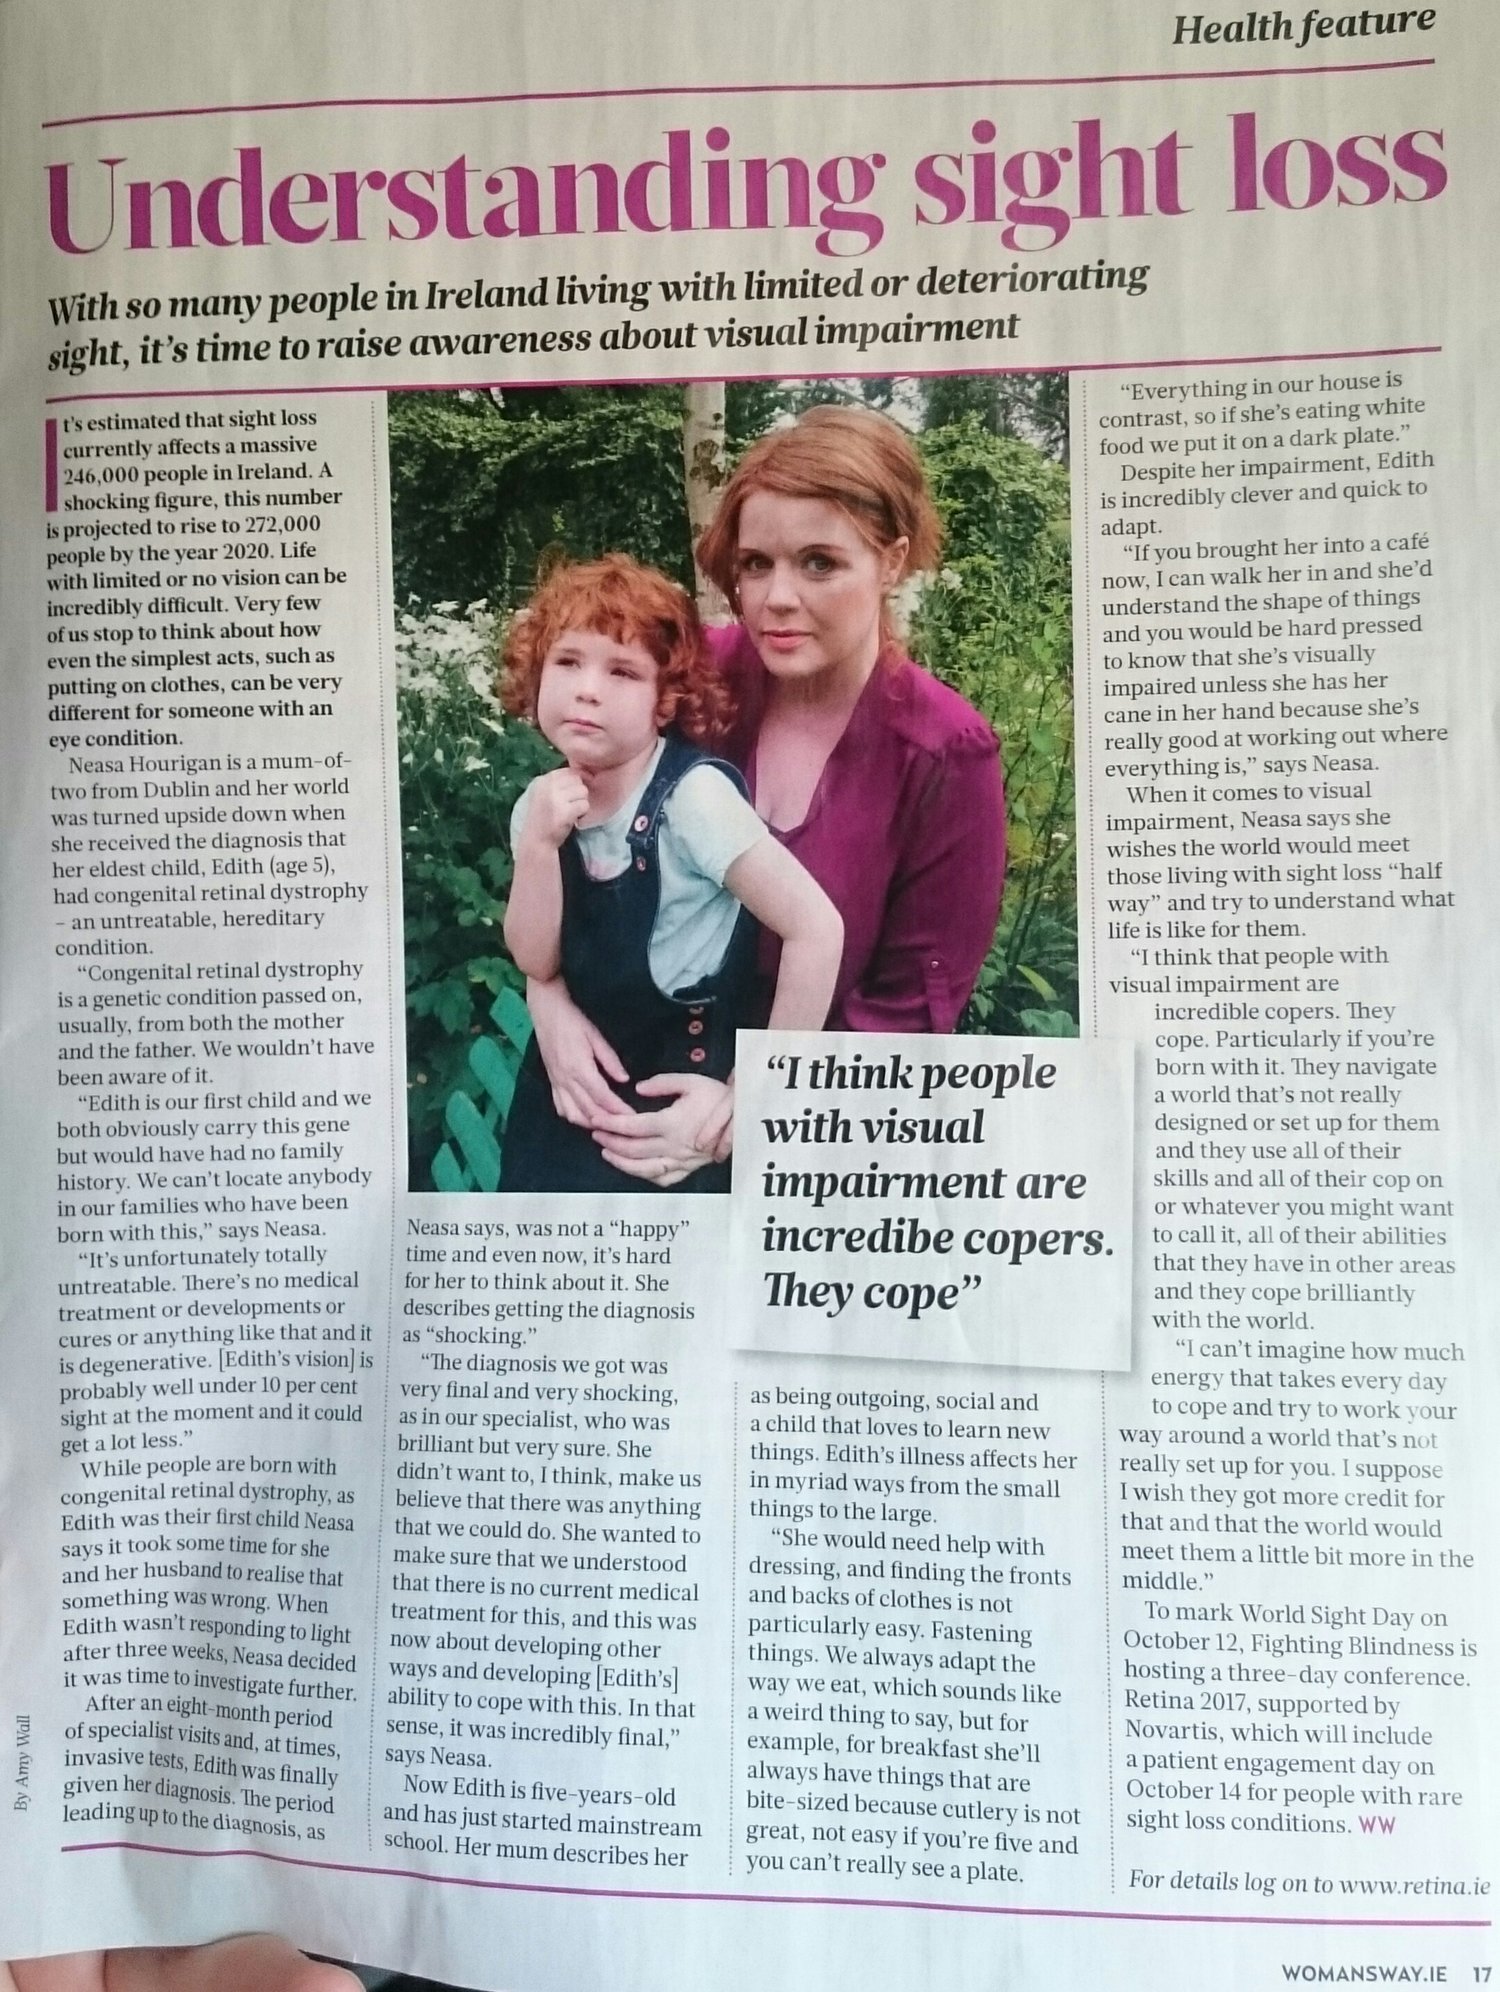 Health feature
Understanding sight loss
With so many people in Ireland living with limited or deteriorating
sight, it's time to raise awareness about visual impairment
It's estimated that sight loss
currently affects a massive
246,000 people in Ireland. A
shocking figure, this number
is projected to rise to 272,000
people by the year 2020. Life
with limited or no vision can be
incredibly difficult. Very few
of us stop to think about how
even the simplest acts, such as
putting on clothes, can be very
different for someone with an
eye condition.
Neasa Hourigan is a mum-of-
two from Dublin and her world
was turned upside down when
she received the diagnosis that
her eldest child, Edith (age 5),
had congenital retinal dystrophy
– an untreatable, hereditary
condition.
"Congenital retinal dystrophy
is a genetic condition passed on,
usually, from both the mother
and the father. We wouldn't have
been aware of it.
"Edith is our first child and we
both obviously carry this gene
but would have had no family
history. We can't locate anybody
in our families who have been
born with this," says Neasa.
"It's unfortunately totally
untreatable. There's no medical
treatment or developments or
cures or anything like that and it
is degenerative. [Edith's vision] is
probably well under 10 per cent
sight at the moment and it could
get a lot less."
While people are born with
congenital retinal dystrophy, as
Edith was their first child Neasa
says it took some time for she
and her husband to realise that
something was wrong. When
Edith wasn't responding to light
after three weeks, Neasa decided
it was time to investigate further.
After an eight-month period
of specialist visits and, at times,
invasive tests, Edith was finally
given her diagnosis. The period
leading up to the diagnosis, as
By Amy Wall
Neasa says, was not a "happy"
time and even now, it's hard
for her to think about it. She
describes getting the diagnosis
as "shocking."
"The diagnosis we got was
very final and very shocking,
as in our specialist, who was
brilliant but very sure. She
didn't want to, I think, make us
believe that there was anything
that we could do. She wanted to
make sure that we understood
that there is no current medical
treatment for this, and this was
now about developing other
ways and developing [Edith's]
ability to cope with this. In that
sense, it was incredibly final,"
says Neasa.
Now Edith is five-years-old
and has just started mainstream
school. Her mum describes her
"I think people
with visual
impairment are
incredibe copers.
They cope"
as being outgoing, social and
a child that loves to learn new
things. Edith's illness affects her
in myriad ways from the small
things to the large.
"She would need help with
dressing, and finding the fronts
and backs of clothes is not
particularly easy. Fastening
things. We always adapt the
way we eat, which sounds like
a weird thing to say, but for
example, for breakfast she'll
always have things that are
bite-sized because cutlery is not
great, not easy if you're five and
you can't really see a plate.
"Everything in our house is
contrast, so if she's eating white
food we put it on a dark plate."
Despite her impairment, Edith
is incredibly clever and quick to
adapt.
"If you brought her into a café
now, I can walk her in and she'd
understand the shape of things
and you would be hard pressed
to know that she's visually
impaired unless she has her
cane in her hand because she's
really good at working out where
everything is," says Neasa.
When it comes to visual
impairment, Neasa says she
wishes the world would meet
those living with sight loss "half
way" and try to understand what
life is like for them.
"I think that people with
visual impairment are
incredible copers. They
cope. Particularly if you're
born with it. They navigate
a world that's not really
designed or set up for them
and they use all of their
skills and all of their cop on
or whatever you might want
to call it, all of their abilities
that they have in other areas
and they cope brilliantly
with the world.
"I can't imagine how much
energy that takes every day
to cope and try to work your
way around a world that's not
really set up for you. I suppose
I wish they got more credit for
that and that the world would
meet them a little bit more in the
middle."
To mark World Sight Day on
October 12, Fighting Blindness is
hosting a three-day conference.
Retina 2017, supported by
Novartis, which will include
a patient engagement day on
October 14 for people with rare
sight loss conditions. WW
For details log on to www.retina.ie
WOMANSWAY.IE 17